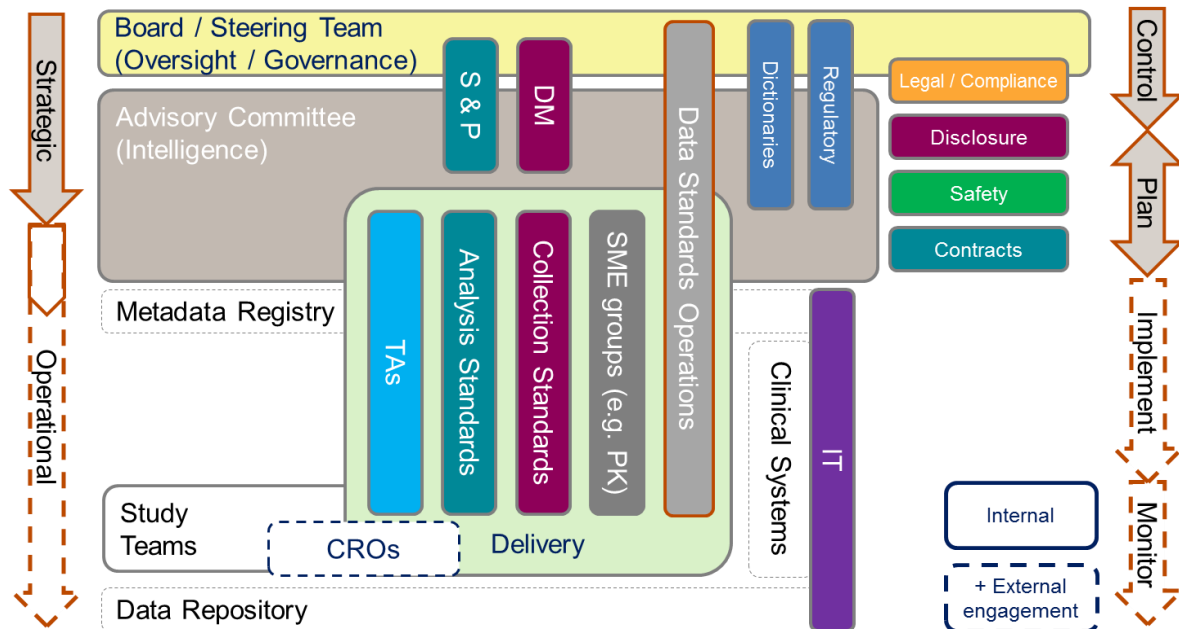 Board / Steering Team
(Oversight / Governance)
Strategic
Operational
Advisory Committee
(Intelligence)
S & P
DM
Data Standards Operations
Dictionaries
Regulatory
Legal / Compliance
Disclosure
Safety
Contracts
Control
Plan
Implement
Monitor
TAs
Analysis Standards
Collection Standards
SME groups (e.g. PK)
Metadata Registry
Clinical Systems
IT
Study
Teams
CROs
Delivery
Data Repository
Internal
+ External
engagement